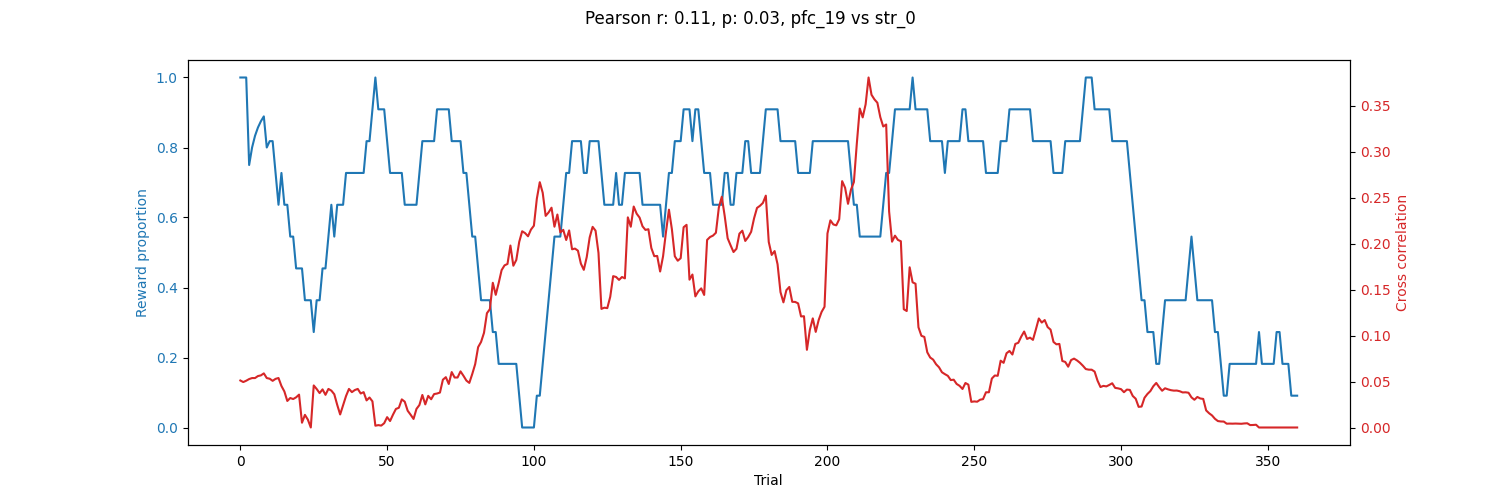 Pearson r: 0.11, p: 0.03, pfc_19 vs str_0
1.0
0.8
0.6
0.4
0.2
0.0
Reward proportion
0.35
0.30
0.25
0.20
0.15
0.10
0.05
0.00
Cross correlation
0 50 100 150 200 250 300 350
Trial